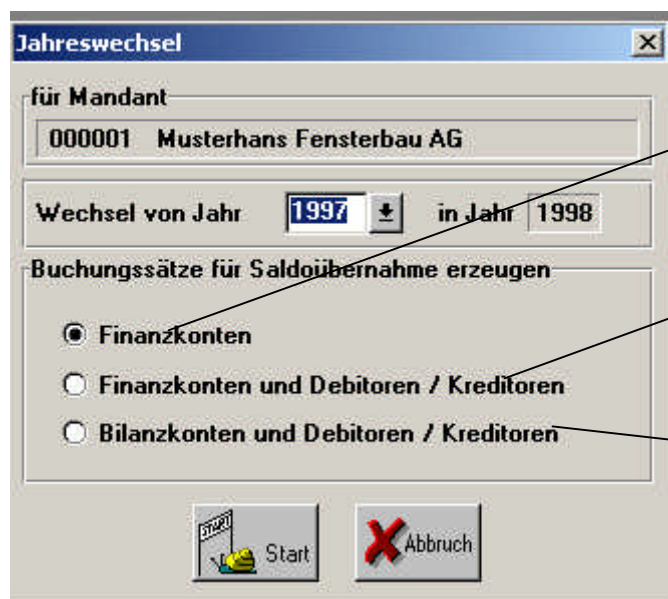 Jahreswechsel
für Mandant
000001 Musterhans Fensterbau AG
Wechsel von Jahr 1997 in Jahr 1998
Buchungssätze für Saldoübernahme erzeugen
Finanzkonten
Finanzkonten und Debitoren / Kreditoren
Bilanzkonten und Debitoren / Kreditoren
START Start Abbruch